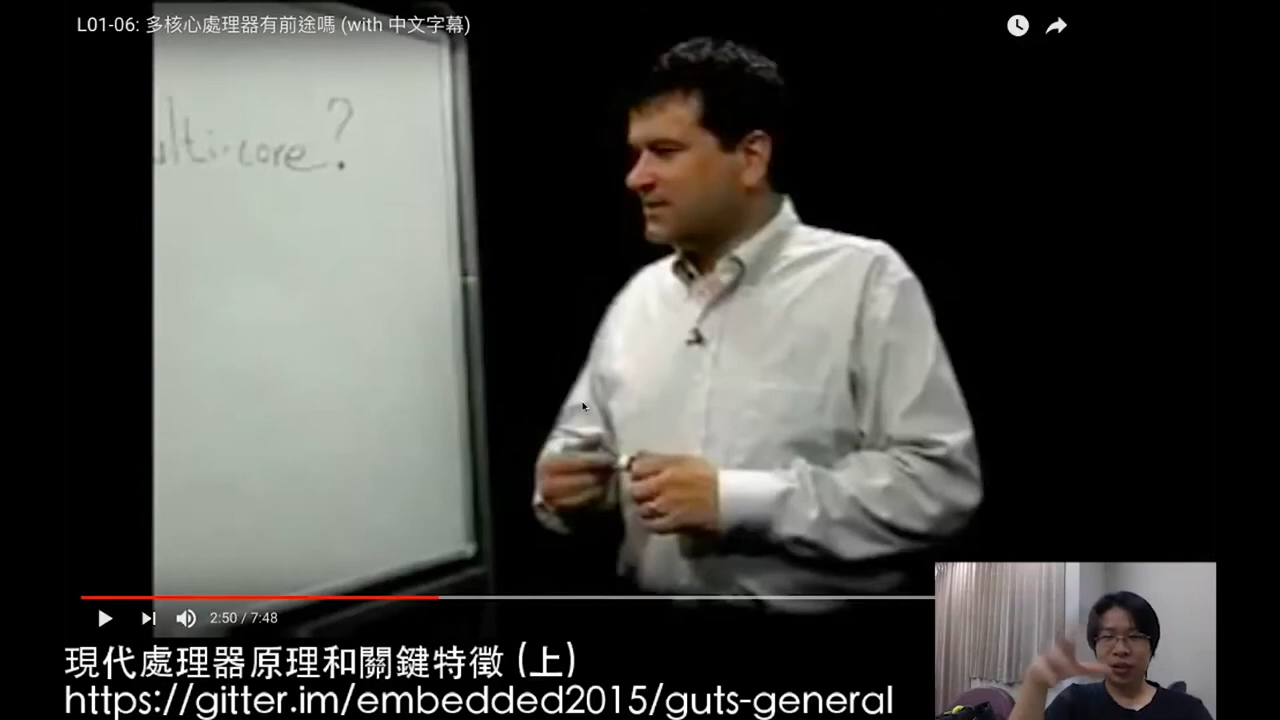 L01-06: 多核心處理器有前途嗎 (with 中文字幕)
ulti-core?
2:50 / 7:48
現代處理器原理和關鍵特徵 (上)
https://gitter.im/embedded2015/guts-general